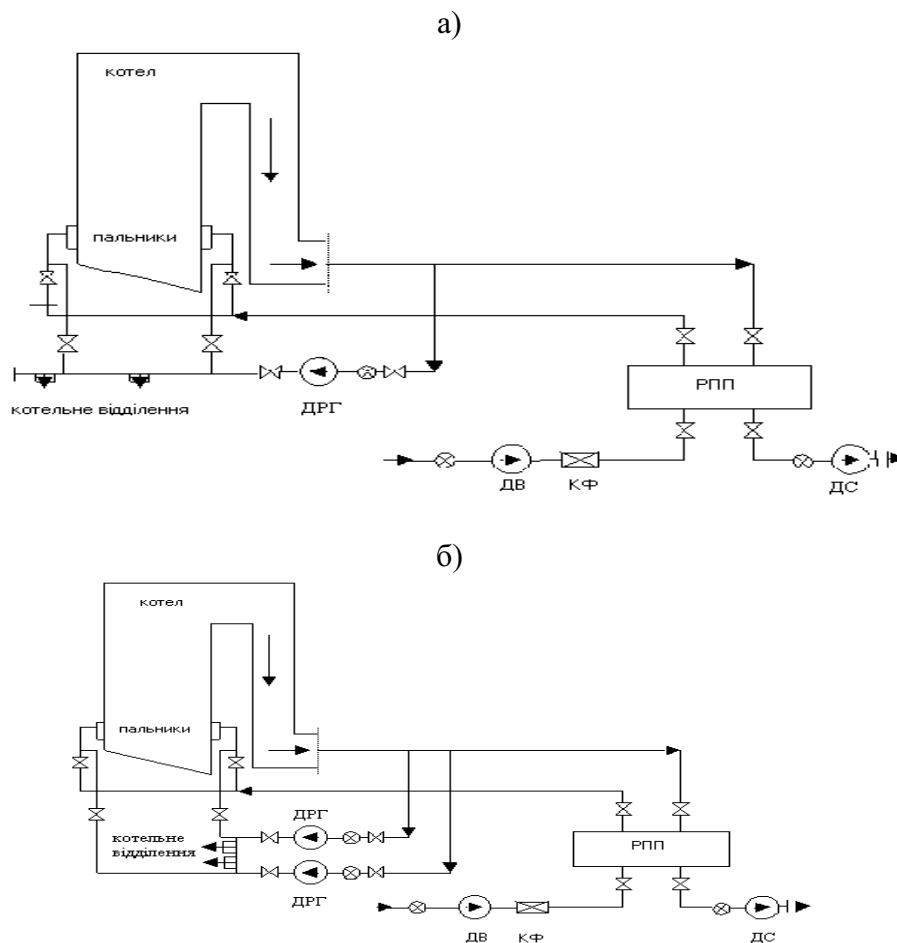 а)
котел
пальники
РПП
ДРГ
котельне відділення
ДВ
КФ
ДС
б)
котел
пальники
ДРГ
котельне
відділення
РПП
ДРГ
ДВ
КФ
ДС